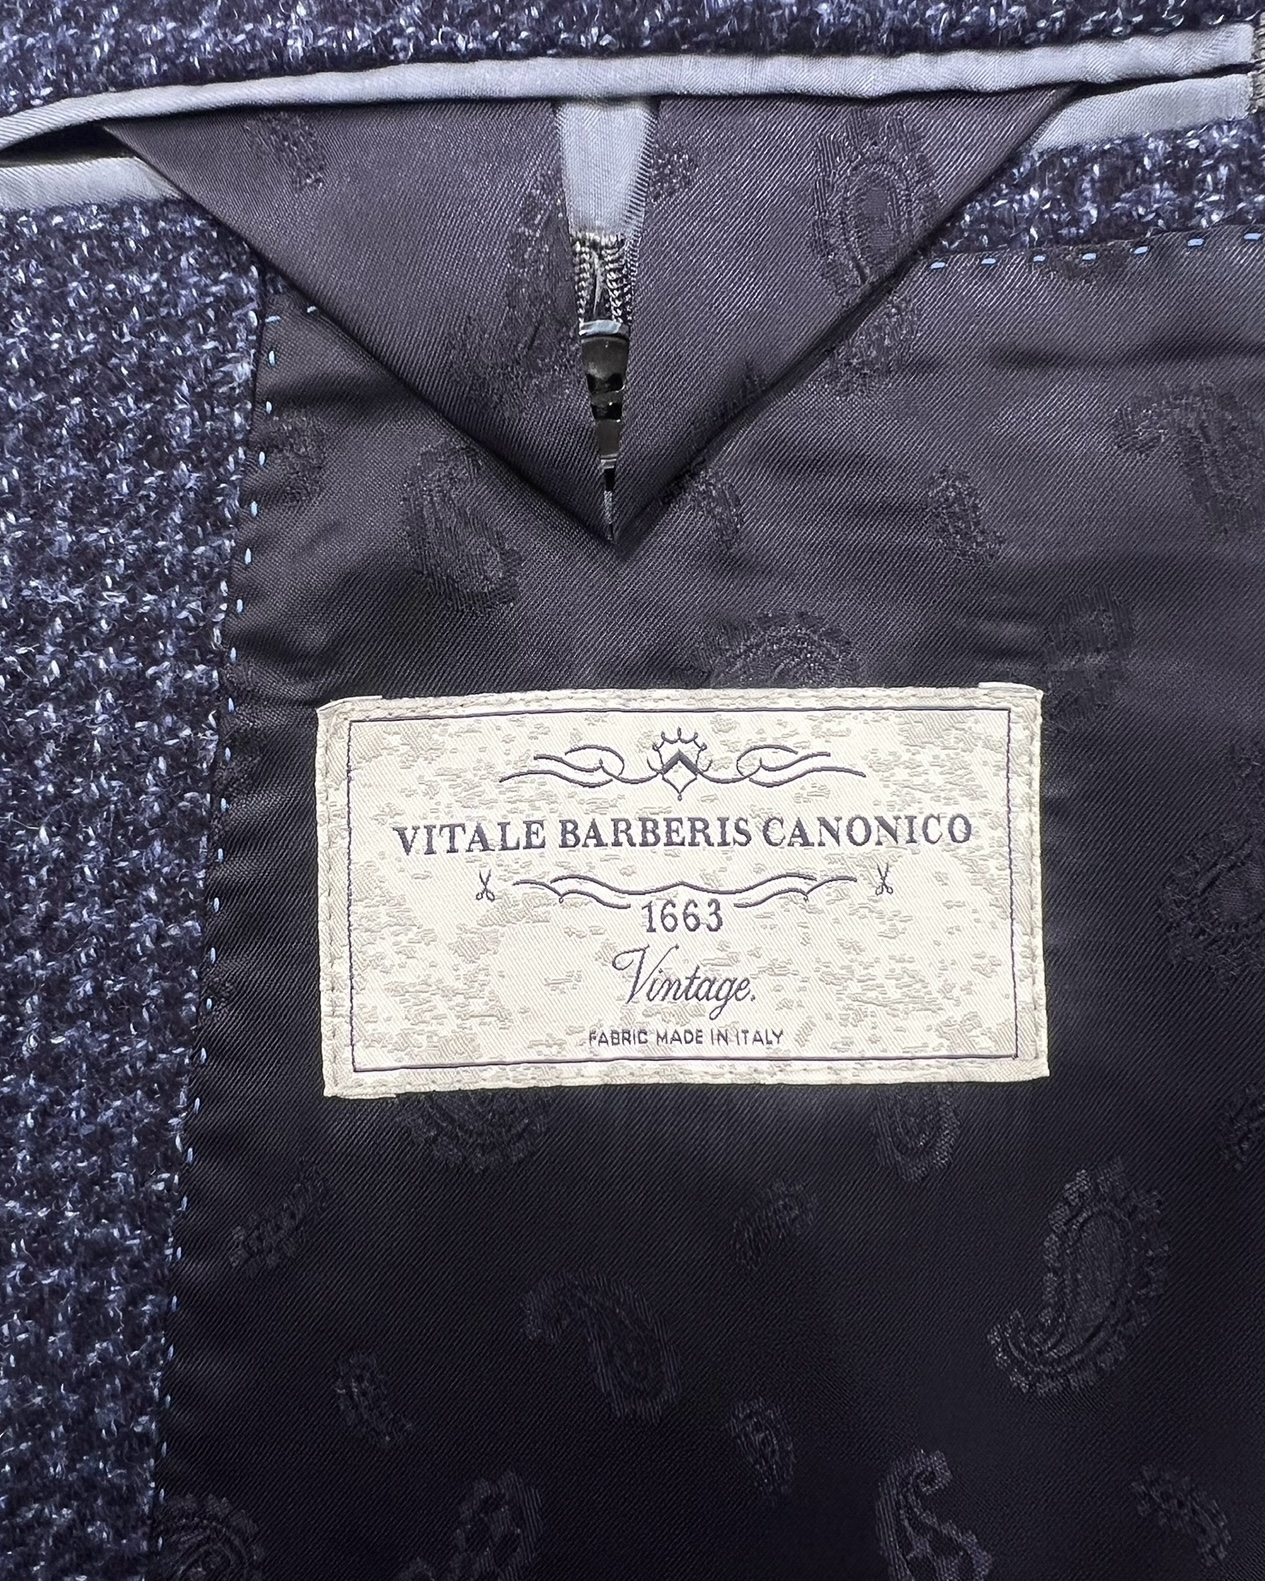 VITALE BARBERIS CANONICO
1663
Vintage.
FABRIC MADE IN ITALY